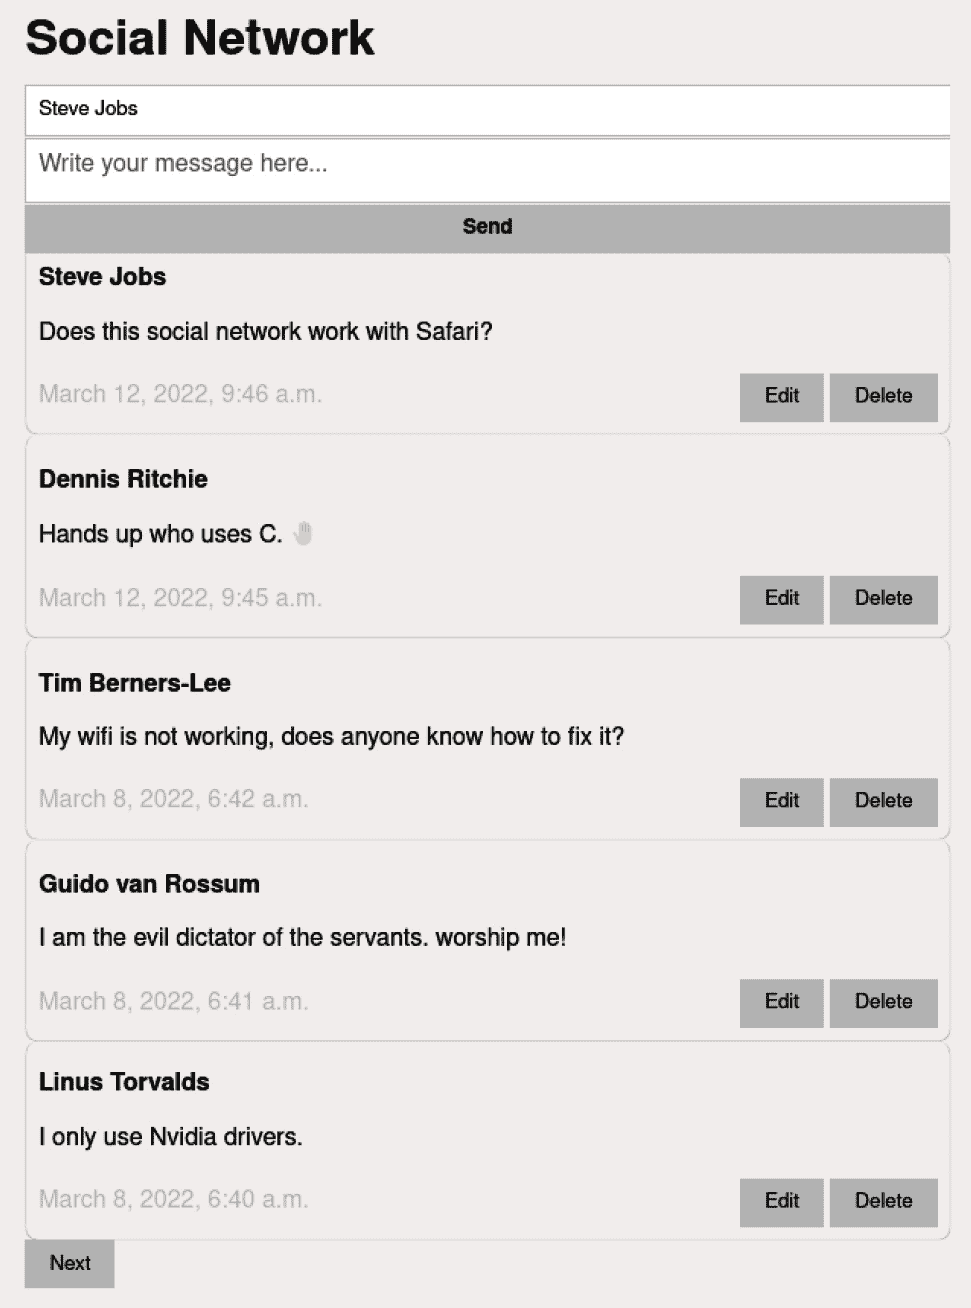 Social Network
Steve Jobs
Write your message here...
Send
Steve Jobs
Does this social network work with Safari?
March 12, 2022, 9:46 a.m.
Edit
Delete
Dennis Ritchie
Hands up who uses C. 🤚
March 12, 2022, 9:45 a.m.
Edit
Delete
Tim Berners-Lee
My wifi is not working, does anyone know how to fix it?
March 8, 2022, 6:42 a.m.
Edit
Delete
Guido van Rossum
I am the evil dictator of the servants. worship me!
March 8, 2022, 6:41 a.m.
Edit
Delete
Linus Torvalds
I only use Nvidia drivers.
March 8, 2022, 6:40 a.m.
Edit
Delete
Next